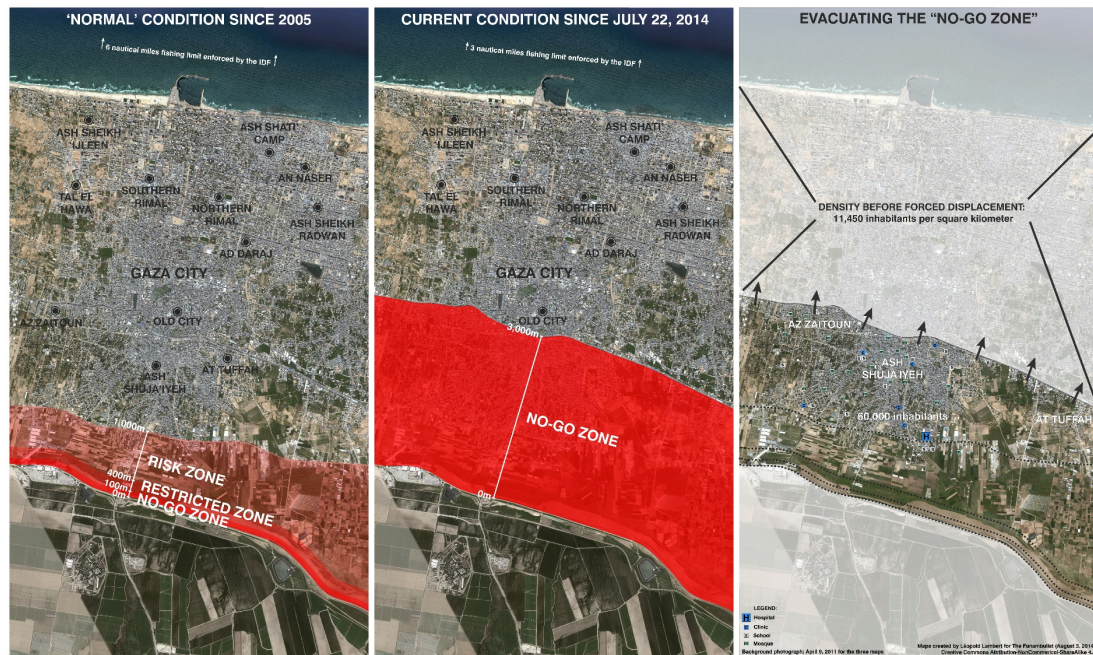 'NORMAL' CONDITION SINCE 2005
6 nautical miles fishing limit enforced by the IDF
ASH SHEIKH
'IJLEEN
ASH SHATI'
CAMP
AN NASER
TAL EL
HAWA
SOUTHERN
RIMAL
NORTHERN
RIMAL
ASH SHEIKH
RADWAN
AD DARAJ
GAZA CITY
AZ ZAITOUN
OLD CITY
AT TUFFAH
ASH
SHUJA'IYEH
1,000m
RISK ZONE
400m
RESTRICTED ZONE
100m
0m
NO-GO ZONE
CURRENT CONDITION SINCE JULY 22, 2014
3 nautical miles fishing limit enforced by the IDF
ASH SHEIKH
'IJLEEN
ASH SHATI'
CAMP
AN NASER
TAL EL
HAWA
SOUTHERN
RIMAL
NORTHERN
RIMAL
ASH SHEIKH
RADWAN
AD DARAJ
GAZA CITY
OLD CITY
3,000m
NO-GO ZONE
0m
EVACUATING THE "NO-GO ZONE"
DENSITY BEFORE FORCED DISPLACEMENT:
11,450 inhabitants per square kilometer
AZ ZAITOUN
ASH
SHUJA'IYEH
60,000 inhabitants
AT TUFFAH
H
LEGEND:
H Hospital
Clinic
School
Mosque
Background photograph: April 9, 2011 for the three maps
Maps created by Léopold Lambert for The Funambulist (August 3, 2014
Creative Commons Attribution-NonCommerical-ShareAlike 4.